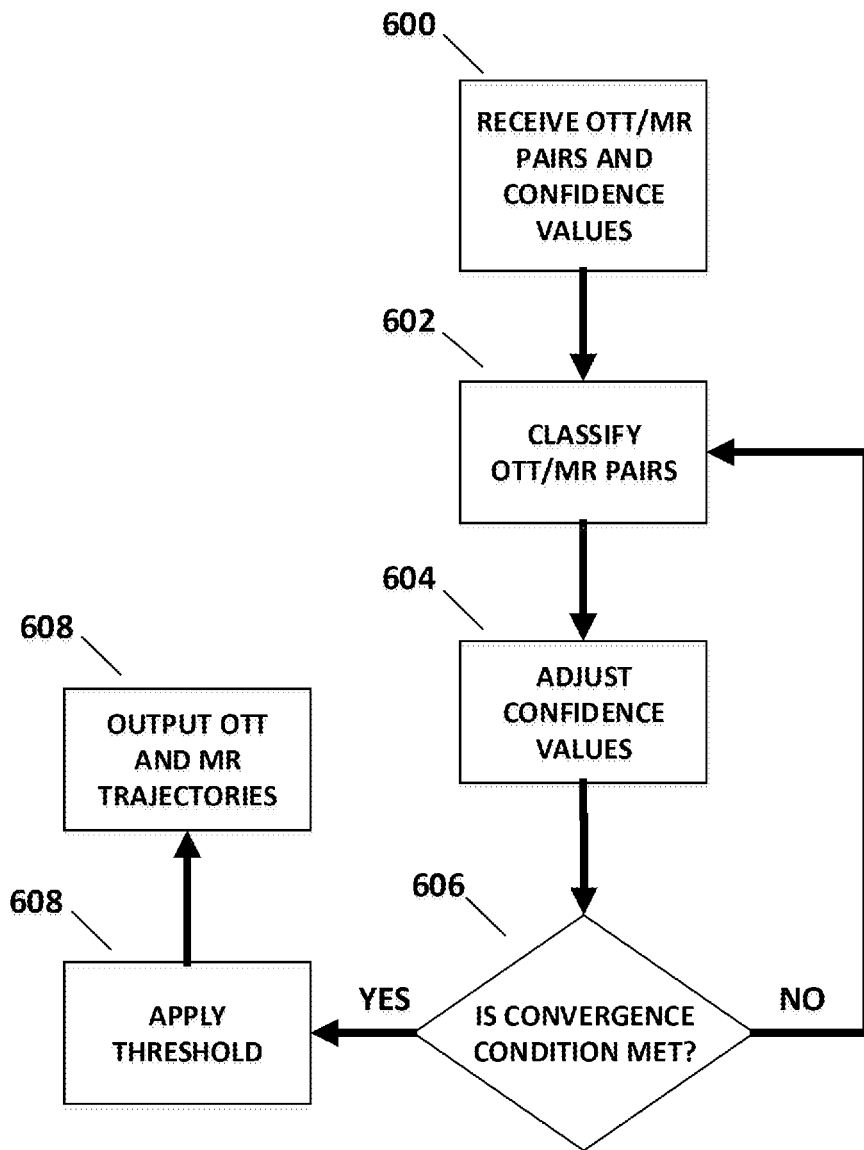 600
RECEIVE OTT/MR
PAIRS AND
CONFIDENCE
VALUES
602
CLASSIFY
OTT/MR PAIRS
604
ADJUST
CONFIDENCE
VALUES
606
IS CONVERGENCE
CONDITION MET?
NO
YES
608
APPLY
THRESHOLD
608
OUTPUT OTT
AND MR
TRAJECTORIES